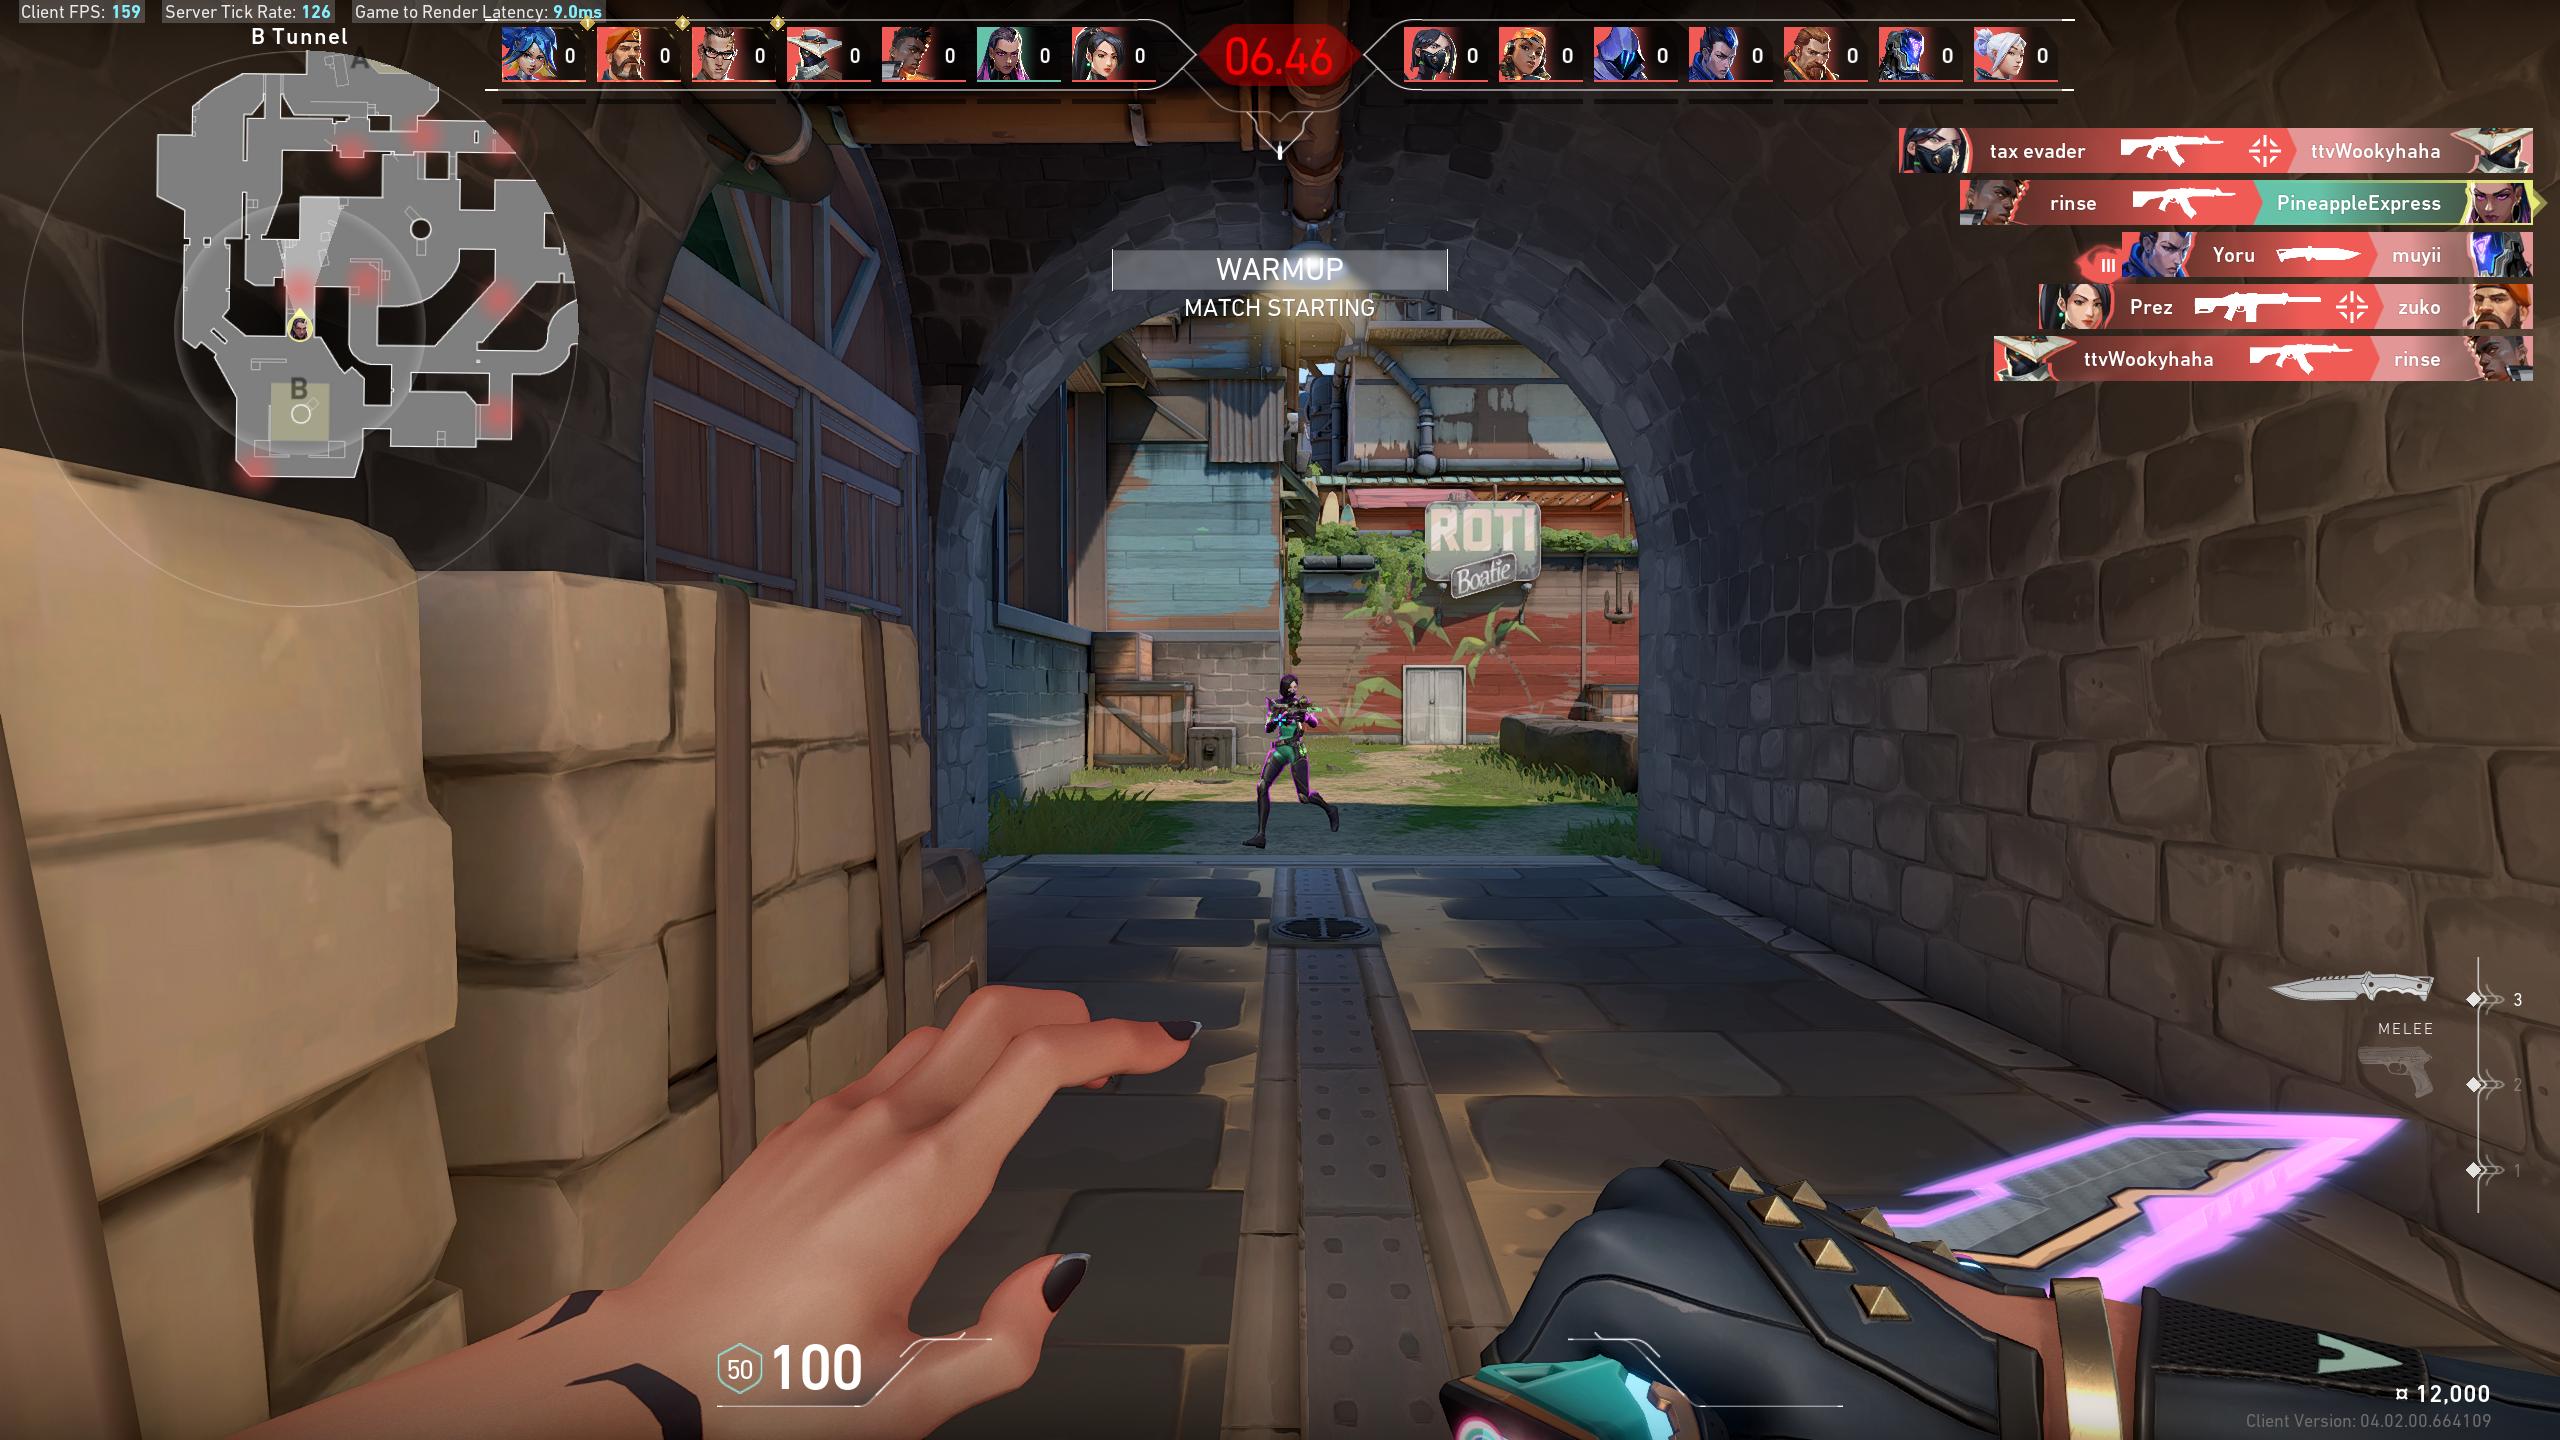 Client FPS: 159 Server Tick Rate: 126 Game to Render Latency: 9.0ms
B Tunnel
A
B
0 0 0 0 0 0 0
06.46
0 0 0 0 0 0 0
WARMUP
MATCH STARTING
tax evader ttvWookyhaha
rinse PineappleExpress
III Yoru muyii
Prez zuko
ttvWookyhaha rinse
ROTI
Boatie
3
MELEE
2
1
50 100
¤ 12,000
Client Version: 04.02.00.664109